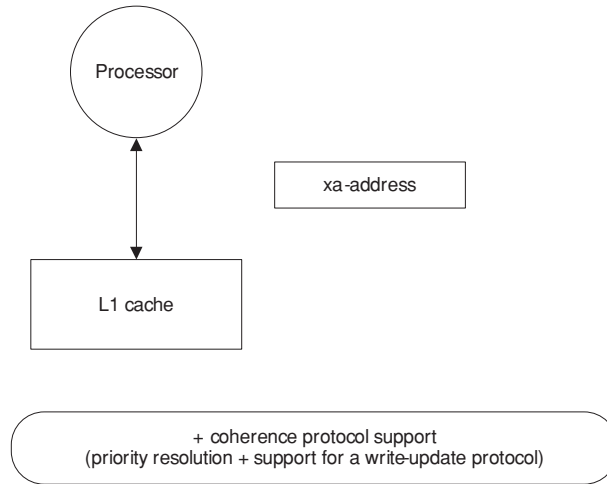 Processor
xa-address
L1 cache
+ coherence protocol support
(priority resolution + support for a write-update protocol)